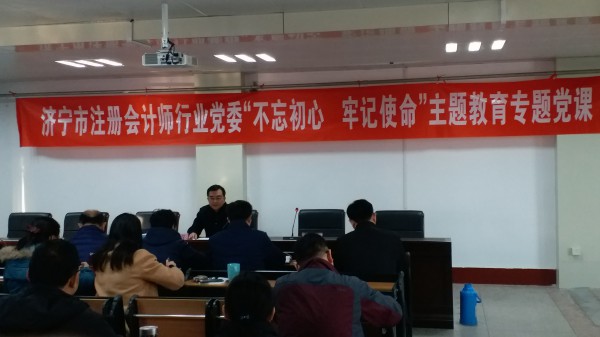 济宁市注册会计师行业党委“不忘初心 牢记使命”主题教育专题党课